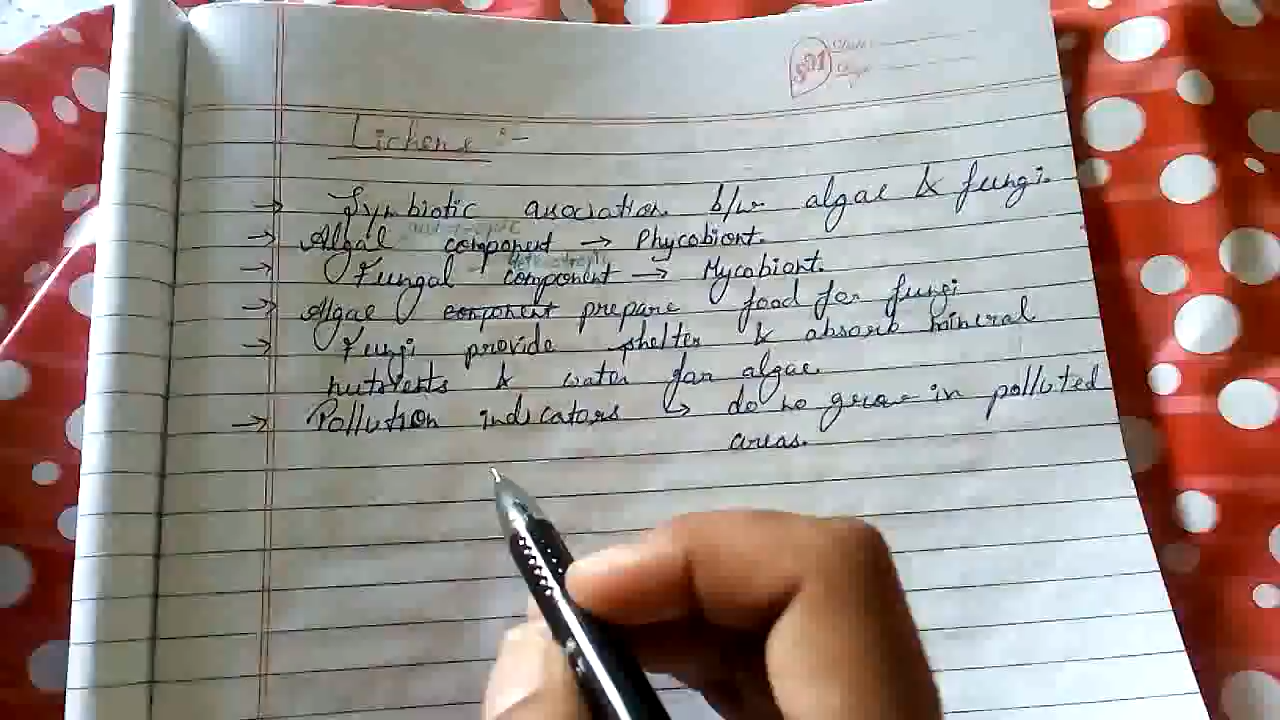 Lichens :-
→ Symbiotic association b/w algae & fungi.
→ Algal component → Phycobiont.
→ Fungal component → Mycobiont.
→ Algae component prepare food for fungi
→ Fungi provide shelter & absorb mineral
nutrients & water for algae.
→ Pollution indicators ↳ do no grow in polluted
areas.